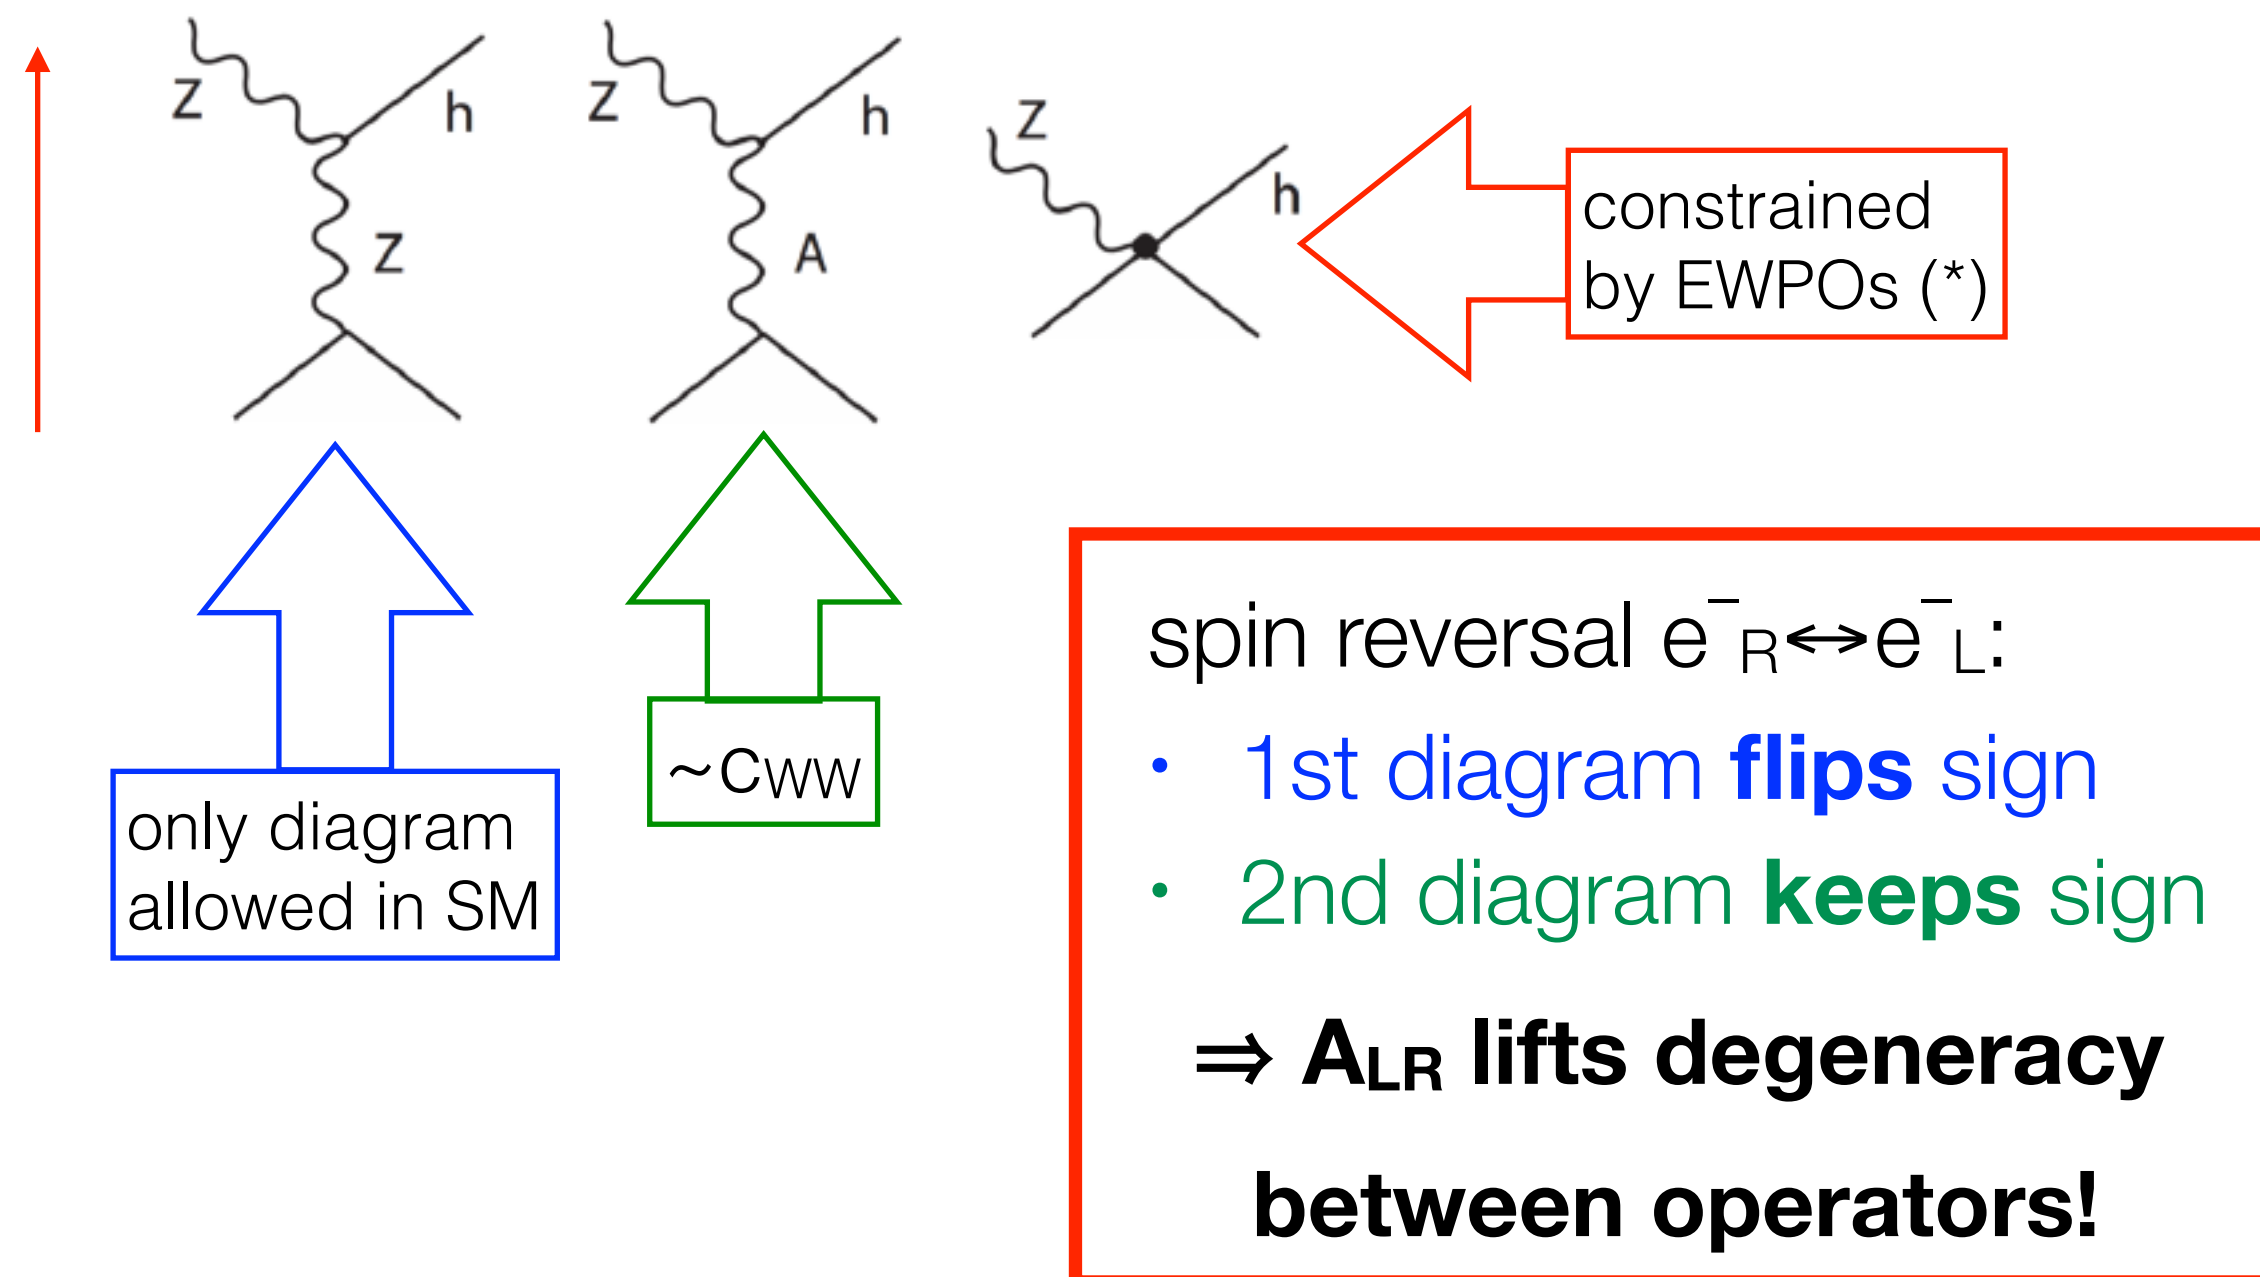 Z
h
Z
Z
h
A
Z
h
constrained
by EWPOs (*)
only diagram
allowed in SM
~cWW
spin reversal e⁻R↔e⁻L:
• 1st diagram flips sign
• 2nd diagram keeps sign
⇒ ALR lifts degeneracy
between operators!